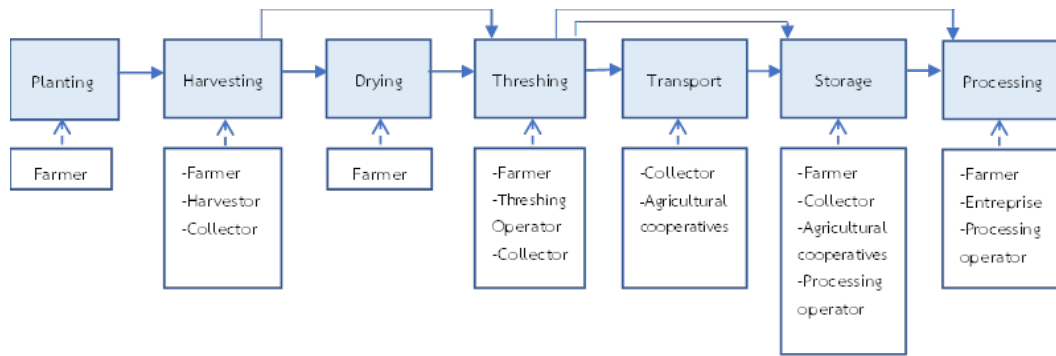 Planting
Harvesting
Drying
Threshing
Transport
Storage
Processing
Farmer
-Farmer
-Harvestor
-Collector
Farmer
-Farmer
-Threshing
Operator
-Collector
-Collector
-Agricultural
cooperatives
-Farmer
-Collector
-Agricultural
cooperatives
-Processing
operator
-Farmer
-Entreprise
-Processing
operator